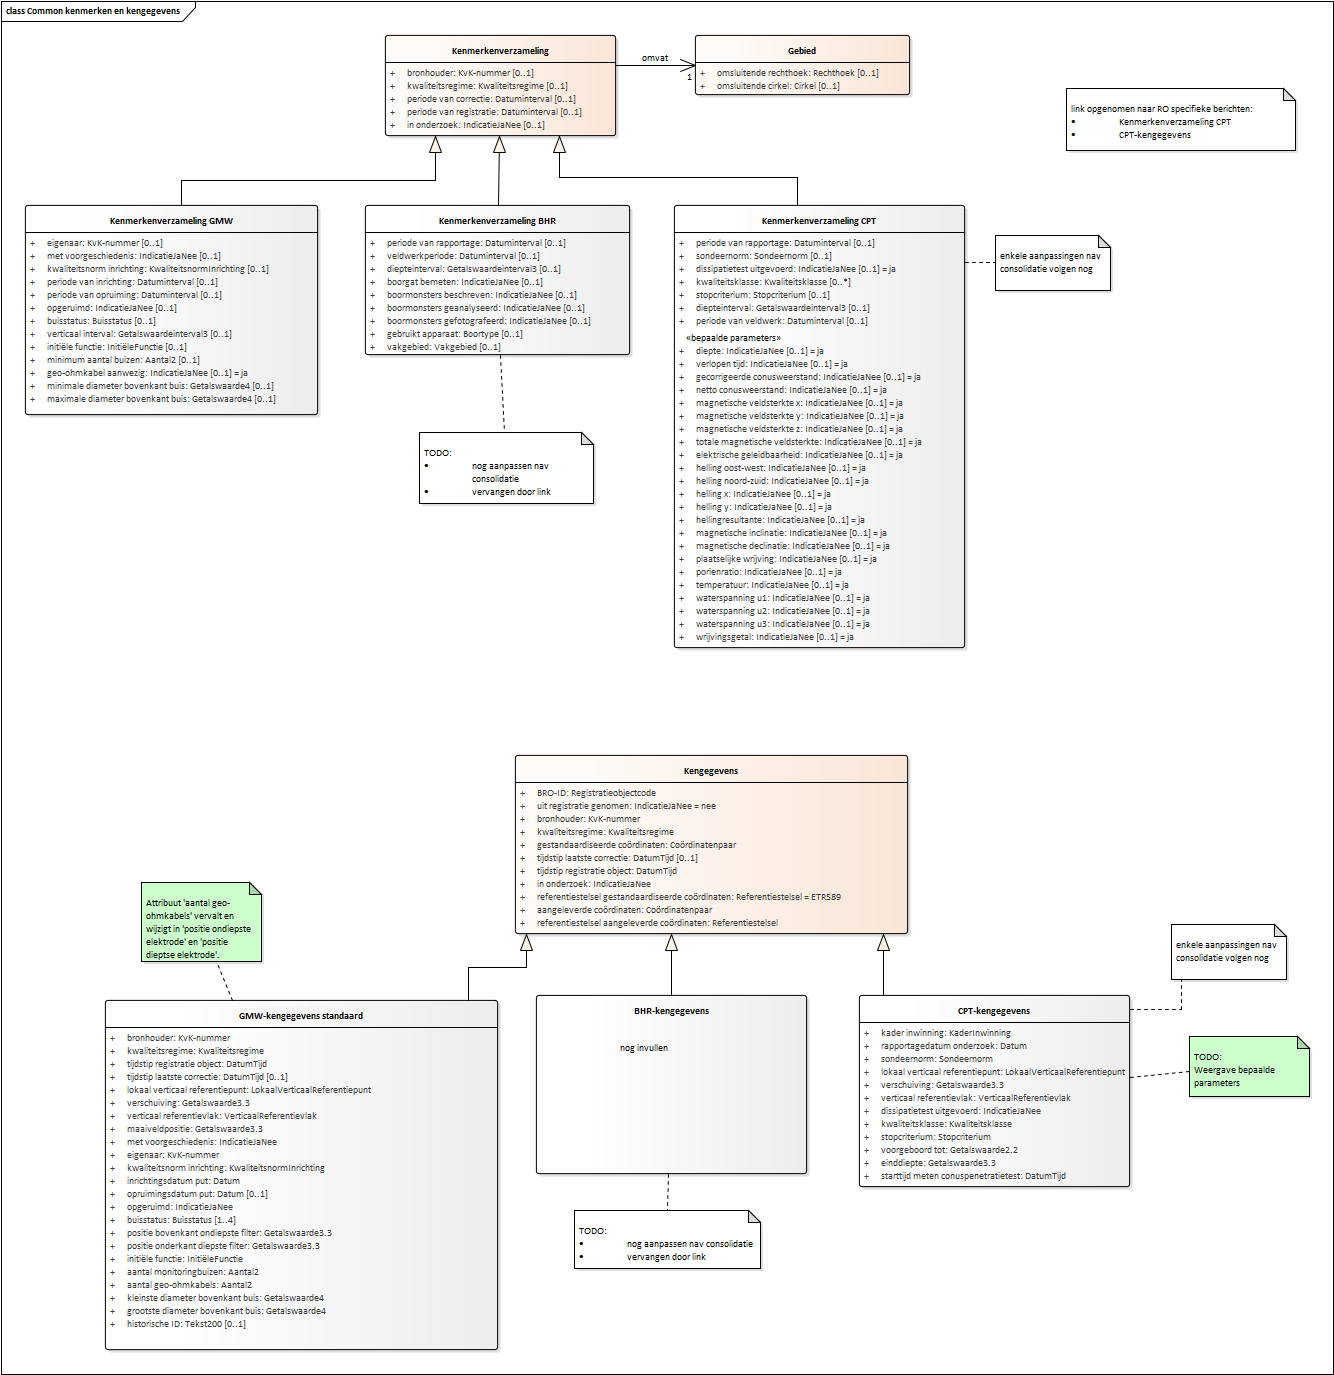 class Common kenmerken en kengegevens
Kenmerkenverzameling
+ bronhouder: KvK-nummer [0..1]
+ kwaliteitsregime: Kwaliteitsregime [0..1]
+ periode van correctie: Datuminterval [0..1]
+ periode van registratie: Datuminterval [0..1]
+ in onderzoek: IndicatieJaNee [0..1]
omvat
1
Gebied
+ omsluitende rechthoek: Rechthoek [0..1]
+ omsluitende cirkel: Cirkel [0..1]
link opgenomen naar RO specifieke berichten:
• Kenmerkenverzameling CPT
• CPT-kengegevens
Kenmerkenverzameling GMW
+ eigenaar: KvK-nummer [0..1]
+ met voorgeschiedenis: IndicatieJaNee [0..1]
+ kwaliteitsnorm inrichting: KwaliteitsnormInrichting [0..1]
+ periode van inrichting: Datuminterval [0..1]
+ periode van opruiming: Datuminterval [0..1]
+ opgeruimd: IndicatieJaNee [0..1]
+ buisstatus: Buisstatus [0..1]
+ verticaal interval: Getalswaardeinterval3 [0..1]
+ initiële functie: InitiëleFunctie [0..1]
+ minimum aantal buizen: Aantal2 [0..1]
+ geo-ohmkabel aanwezig: IndicatieJaNee [0..1] = ja
+ minimale diameter bovenkant buis: Getalswaarde4 [0..1]
+ maximale diameter bovenkant buis: Getalswaarde4 [0..1]
Kenmerkenverzameling BHR
+ periode van rapportage: Datuminterval [0..1]
+ veldwerkperiode: Datuminterval [0..1]
+ diepteinterval: Getalswaardeinterval3 [0..1]
+ boorgat bemeten: IndicatieJaNee [0..1]
+ boormonsters beschreven: IndicatieJaNee [0..1]
+ boormonsters geanalyseerd: IndicatieJaNee [0..1]
+ boormonsters gefotografeerd: IndicatieJaNee [0..1]
+ gebruikt apparaat: Boortype [0..1]
+ vakgebied: Vakgebied [0..1]
TODO:
• nog aanpassen nav
consolidatie
• vervangen door link
Kenmerkenverzameling CPT
+ periode van rapportage: Datuminterval [0..1]
+ sondeernorm: Sondeernorm [0..1]
+ dissipatietest uitgevoerd: IndicatieJaNee [0..1] = ja
+ kwaliteitsklasse: Kwaliteitsklasse [0..*]
+ stopcriterium: Stopcriterium [0..1]
+ diepteinterval: Getalswaardeinterval3 [0..1]
+ periode van veldwerk: Datuminterval [0..1]
«bepaalde parameters»
+ diepte: IndicatieJaNee [0..1] = ja
+ verlopen tijd: IndicatieJaNee [0..1] = ja
+ gecorrigeerde conusweerstand: IndicatieJaNee [0..1] = ja
+ netto conusweerstand: IndicatieJaNee [0..1] = ja
+ magnetische veldsterkte x: IndicatieJaNee [0..1] = ja
+ magnetische veldsterkte y: IndicatieJaNee [0..1] = ja
+ magnetische veldsterkte z: IndicatieJaNee [0..1] = ja
+ totale magnetische veldsterkte: IndicatieJaNee [0..1] = ja
+ elektrische geleidbaarheid: IndicatieJaNee [0..1] = ja
+ helling oost-west: IndicatieJaNee [0..1] = ja
+ helling noord-zuid: IndicatieJaNee [0..1] = ja
+ helling x: IndicatieJaNee [0..1] = ja
+ helling y: IndicatieJaNee [0..1] = ja
+ hellingresultante: IndicatieJaNee [0..1] = ja
+ magnetische inclinatie: IndicatieJaNee [0..1] = ja
+ magnetische declinatie: IndicatieJaNee [0..1] = ja
+ plaatselijke wrijving: IndicatieJaNee [0..1] = ja
+ porienratio: IndicatieJaNee [0..1] = ja
+ temperatuur: IndicatieJaNee [0..1] = ja
+ waterspanning u1: IndicatieJaNee [0..1] = ja
+ waterspanning u2: IndicatieJaNee [0..1] = ja
+ waterspanning u3: IndicatieJaNee [0..1] = ja
+ wrijvingsgetal: IndicatieJaNee [0..1] = ja
enkele aanpassingen nav
consolidatie volgen nog
Kengegevens
+ BRO-ID: Registratieobjectcode
+ uit registratie genomen: IndicatieJaNee = nee
+ bronhouder: KvK-nummer
+ kwaliteitsregime: Kwaliteitsregime
+ gestandaardiseerde coördinaten: Coördinatenpaar
+ tijdstip laatste correctie: DatumTijd [0..1]
+ tijdstip registratie object: DatumTijd
+ in onderzoek: IndicatieJaNee
+ referentiestelsel gestandaardiseerde coördinaten: Referentiestelsel = ETRS89
+ aangeleverde coördinaten: Coördinatenpaar
+ referentiestelsel aangeleverde coördinaten: Referentiestelsel
Attribuut 'aantal geo-
ohmkabels' vervalt en
wijzigt in 'positie ondiepste
elektrode' en 'positie
dieptse elektrode'.
GMW-kengegevens standaard
+ bronhouder: KvK-nummer
+ kwaliteitsregime: Kwaliteitsregime
+ tijdstip registratie object: DatumTijd
+ tijdstip laatste correctie: DatumTijd [0..1]
+ lokaal verticaal referentiepunt: LokaalVerticaalReferentiepunt
+ verschuiving: Getalswaarde3.3
+ verticaal referentievlak: VerticaalReferentievlak
+ maaiveldpositie: Getalswaarde3.3
+ met voorgeschiedenis: IndicatieJaNee
+ eigenaar: KvK-nummer
+ kwaliteitsnorm inrichting: KwaliteitsnormInrichting
+ inrichtingsdatum put: Datum
+ opruimingsdatum put: Datum [0..1]
+ opgeruimd: IndicatieJaNee
+ buisstatus: Buisstatus [1..4]
+ positie bovenkant ondiepste filter: Getalswaarde3.3
+ positie onderkant diepste filter: Getalswaarde3.3
+ initiële functie: InitiëleFunctie
+ aantal monitoringbuizen: Aantal2
+ aantal geo-ohmkabels: Aantal2
+ kleinste diameter bovenkant buis: Getalswaarde4
+ grootste diameter bovenkant buis: Getalswaarde4
+ historische ID: Tekst200 [0..1]
BHR-kengegevens
nog invullen
TODO:
• nog aanpassen nav consolidatie
• vervangen door link
CPT-kengegevens
+ kader inwinning: KaderInwinning
+ rapportagedatum onderzoek: Datum
+ sondeernorm: Sondeernorm
+ lokaal verticaal referentiepunt: LokaalVerticaalReferentiepunt
+ verschuiving: Getalswaarde3.3
+ verticaal referentievlak: VerticaalReferentievlak
+ dissipatietest uitgevoerd: IndicatieJaNee
+ kwaliteitsklasse: Kwaliteitsklasse
+ stopcriterium: Stopcriterium
+ voorgeboord tot: Getalswaarde2.2
+ einddiepte: Getalswaarde3.3
+ starttijd meten conuspenetratietest: DatumTijd
enkele aanpassingen nav
consolidatie volgen nog
TODO:
Weergave bepaalde
parameters